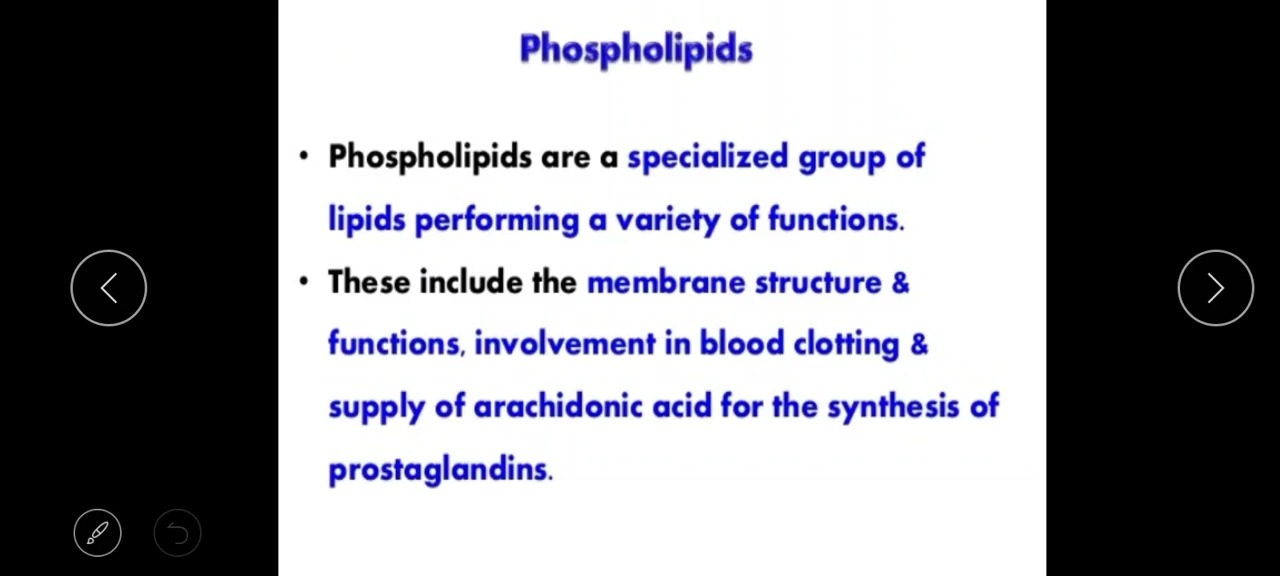 Phospholipids
• Phospholipids are a specialized group of
lipids performing a variety of functions.
• These include the membrane structure &
functions, involvement in blood clotting &
supply of arachidonic acid for the synthesis of
prostaglandins.